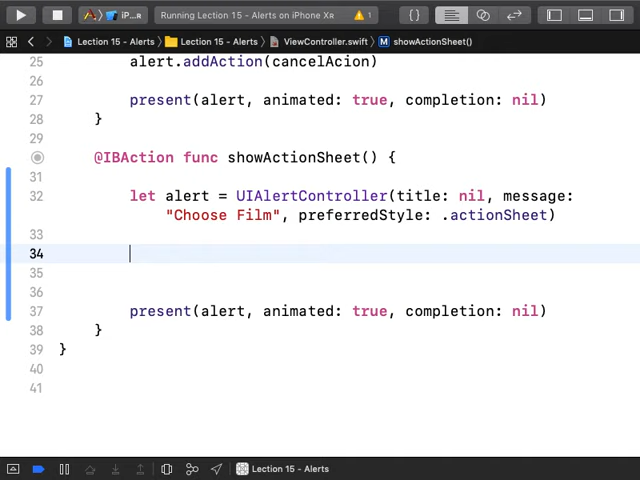 iP...R
Running Lection 15 - Alerts on iPhone XR
1
{ }
Lection 15 - Alerts
Lection 15 - Alerts
ViewController.swift
M
showActionSheet()
25 alert.addAction(cancelAcion)
26
27 present(alert, animated: true, completion: nil)
28 }
29
@IBAction func showActionSheet() {
31
32 let alert = UIAlertController(title: nil, message:
"Choose Film", preferredStyle: .actionSheet)
33
34
35
36
37 present(alert, animated: true, completion: nil)
38 }
39 }
40
41
Lection 15 - Alerts